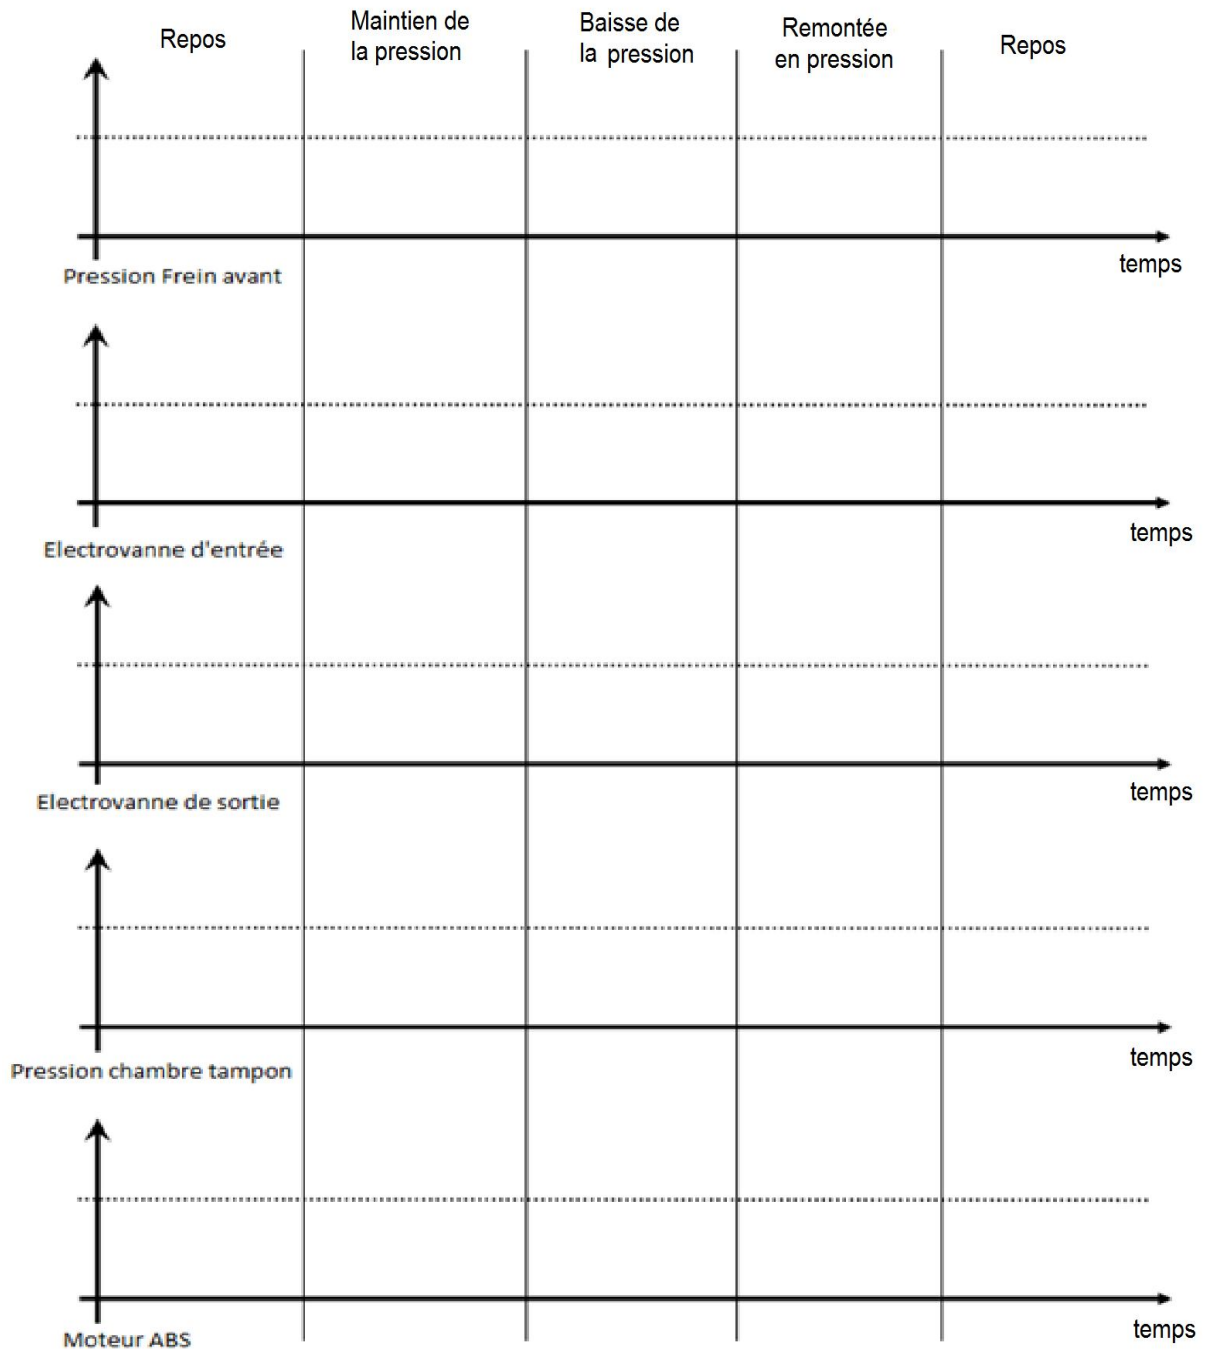 Repos
Maintien de
la pression
Baisse de
la pression
Remontée
en pression
Repos
temps
Pression Frein avant
temps
Electrovanne d'entrée
temps
Electrovanne de sortie
temps
Pression chambre tampon
temps
Moteur ABS